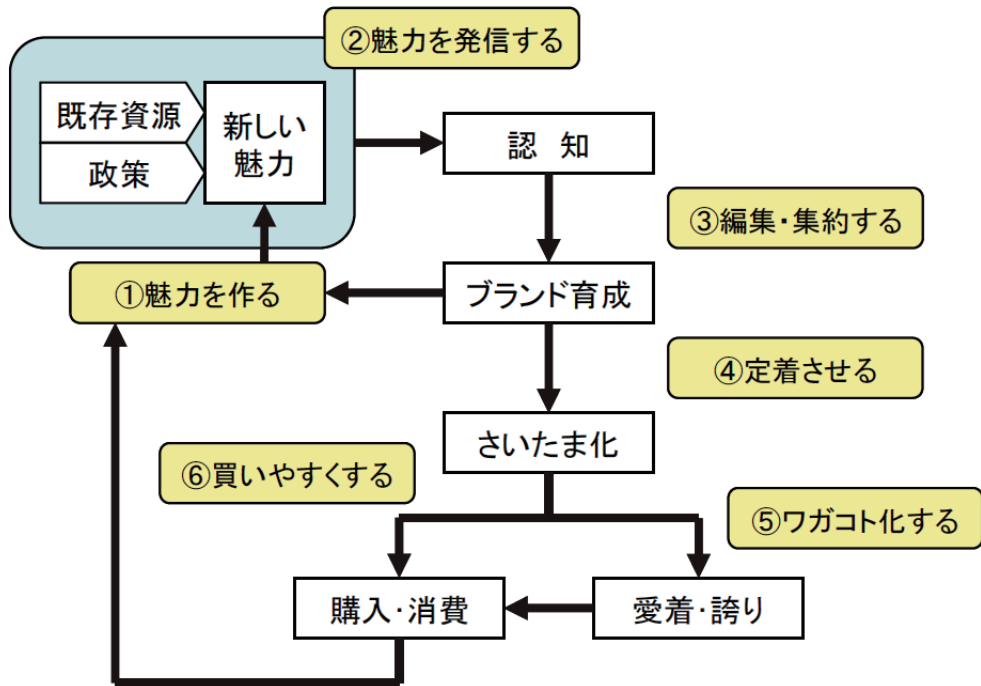 ②魅力を発信する
既存資源
政策
新しい
魅力
認　知
③編集・集約する
①魅力を作る
ブランド育成
④定着させる
さいたま化
⑥買いやすくする
⑤ワガコト化する
購入・消費
愛着・誇り